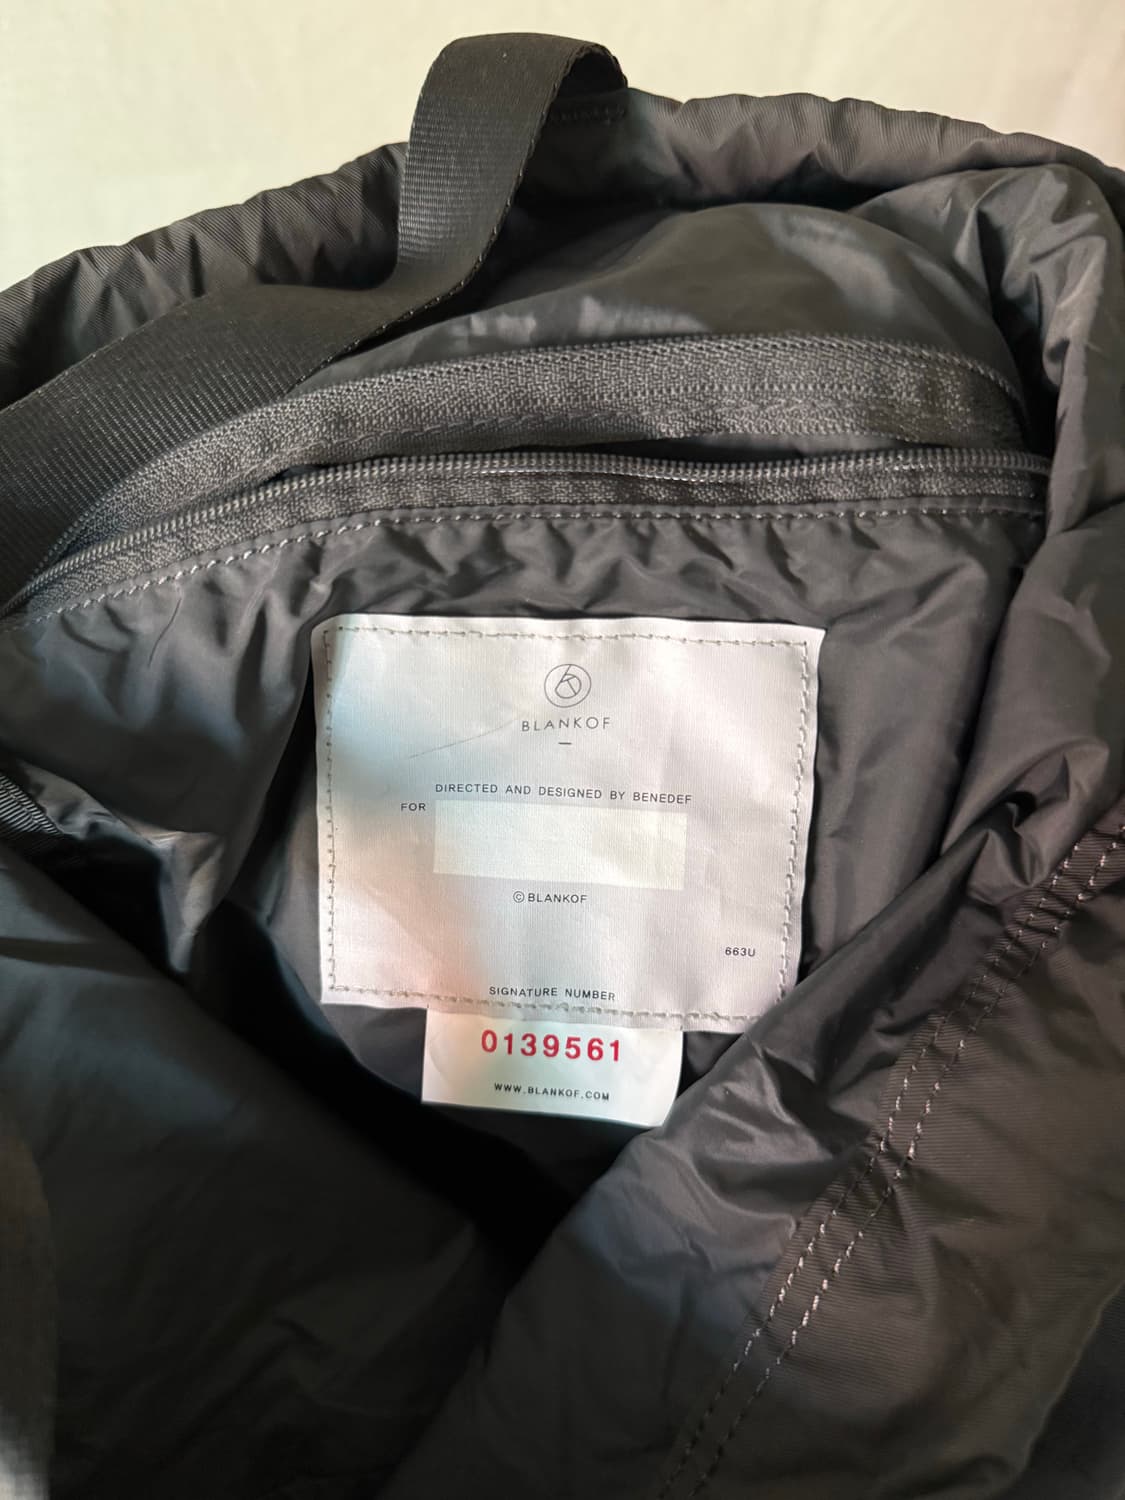 BLANKOF
DIRECTED AND DESIGNED BY BENEDEF
FOR
©BLANKOF
663U
SIGNATURE NUMBER
0139561
WWW.BLANKOF.COM